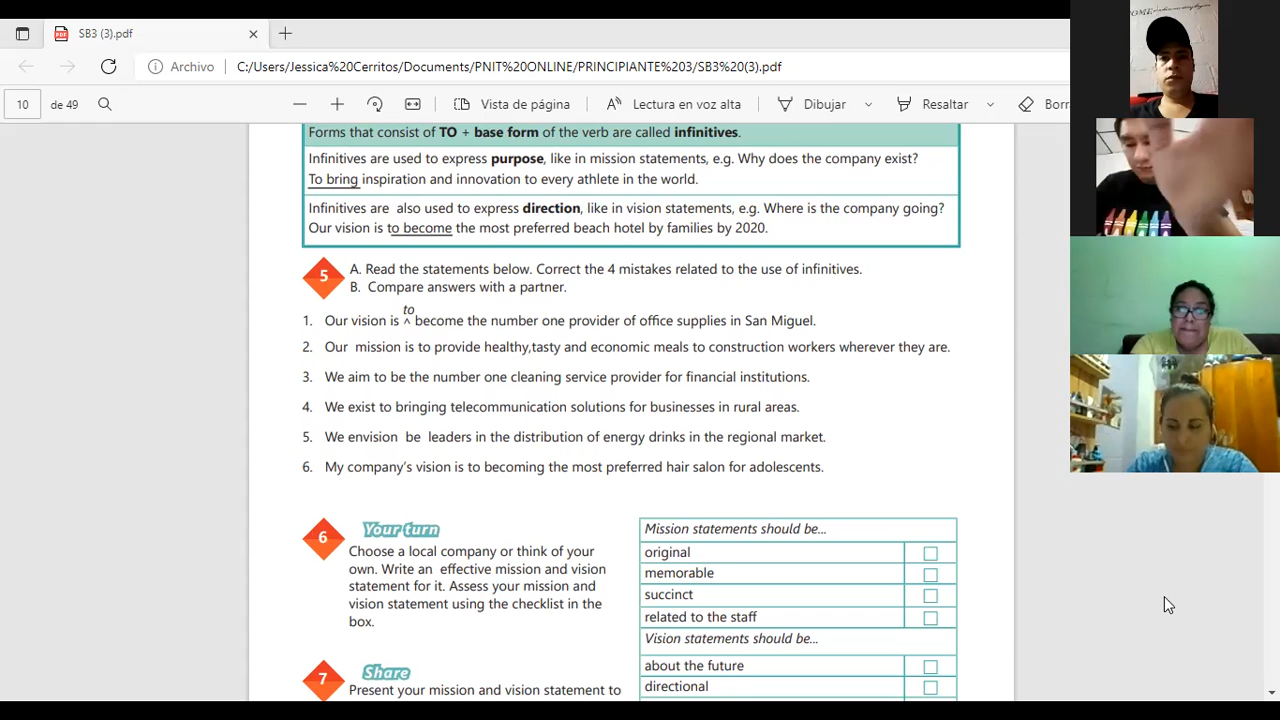 SB3 (3).pdf
Archivo
C:/Users/Jessica%20Cerritos/Documents/PNIT%20ONLINE/PRINCIPIANTE%203/SB3%20(3).pdf
10 de 49
Vista de página
Lectura en voz alta
Dibujar
Resaltar
Borr
Forms that consist of TO + base form of the verb are called infinitives.
Infinitives are used to express purpose, like in mission statements, e.g. Why does the company exist?
To bring inspiration and innovation to every athlete in the world.
Infinitives are also used to express direction, like in vision statements, e.g. Where is the company going?
Our vision is to become the most preferred beach hotel by families by 2020.
5
A. Read the statements below. Correct the 4 mistakes related to the use of infinitives.
B. Compare answers with a partner.
to
1. Our vision is ^ become the number one provider of office supplies in San Miguel.
2. Our mission is to provide healthy,tasty and economic meals to construction workers wherever they are.
3. We aim to be the number one cleaning service provider for financial institutions.
4. We exist to bringing telecommunication solutions for businesses in rural areas.
5. We envision be leaders in the distribution of energy drinks in the regional market.
6. My company's vision is to becoming the most preferred hair salon for adolescents.
6
Your turn
Choose a local company or think of your
own. Write an effective mission and vision
statement for it. Assess your mission and
vision statement using the checklist in the
box.
Mission statements should be...
original
memorable
succinct
related to the staff
Vision statements should be...
about the future
directional
7
Share
Present your mission and vision statement to